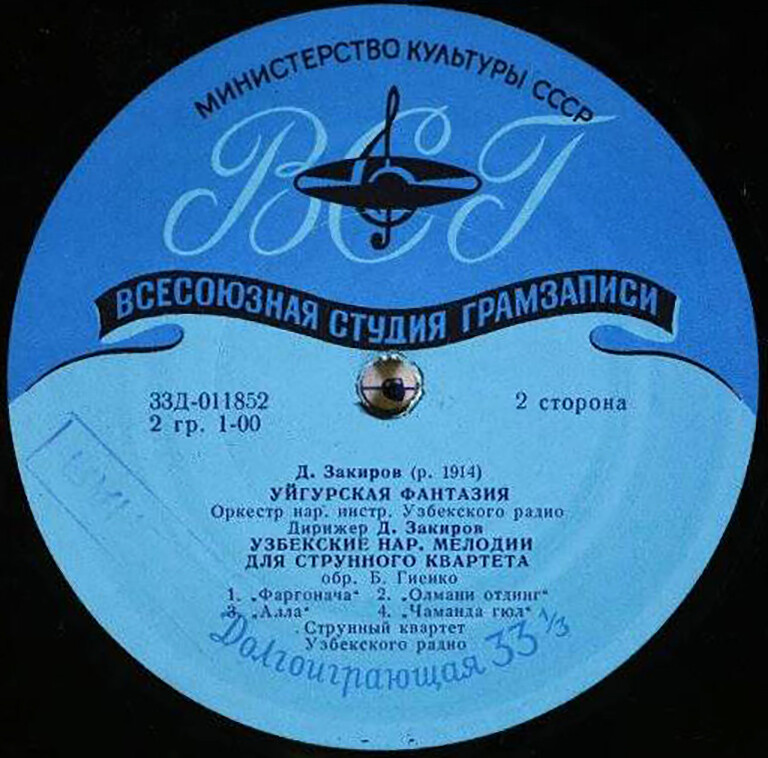 МИНИСТЕРСТВО КУЛЬТУРЫ СССР
ВСГ
ВСЕСОЮЗНАЯ СТУДИЯ ГРАМЗАПИСИ
33Д-011852
2 гр. 1-00
2 сторона
Д. Закиров (р. 1914)
УЙГУРСКАЯ ФАНТАЗИЯ
Оркестр нар. инстр. Узбекского радио
Дирижер Д. Закиров
УЗБЕКСКИЕ НАР. МЕЛОДИИ
ДЛЯ СТРУННОГО КВАРТЕТА
обр. Б. Гиенко
1. „Фаргонача“ 2. „Олмани отдинг“
3. „Алла“ 4. „Чаманда гюл“
Струнный квартет
Узбекского радио
Долгоиграющая 33 1/3